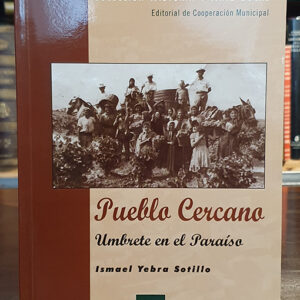 Editorial de Cooperación Municipal
Pueblo Cercano
Umbrete en el Paraíso
Ismael Yebra Sotillo